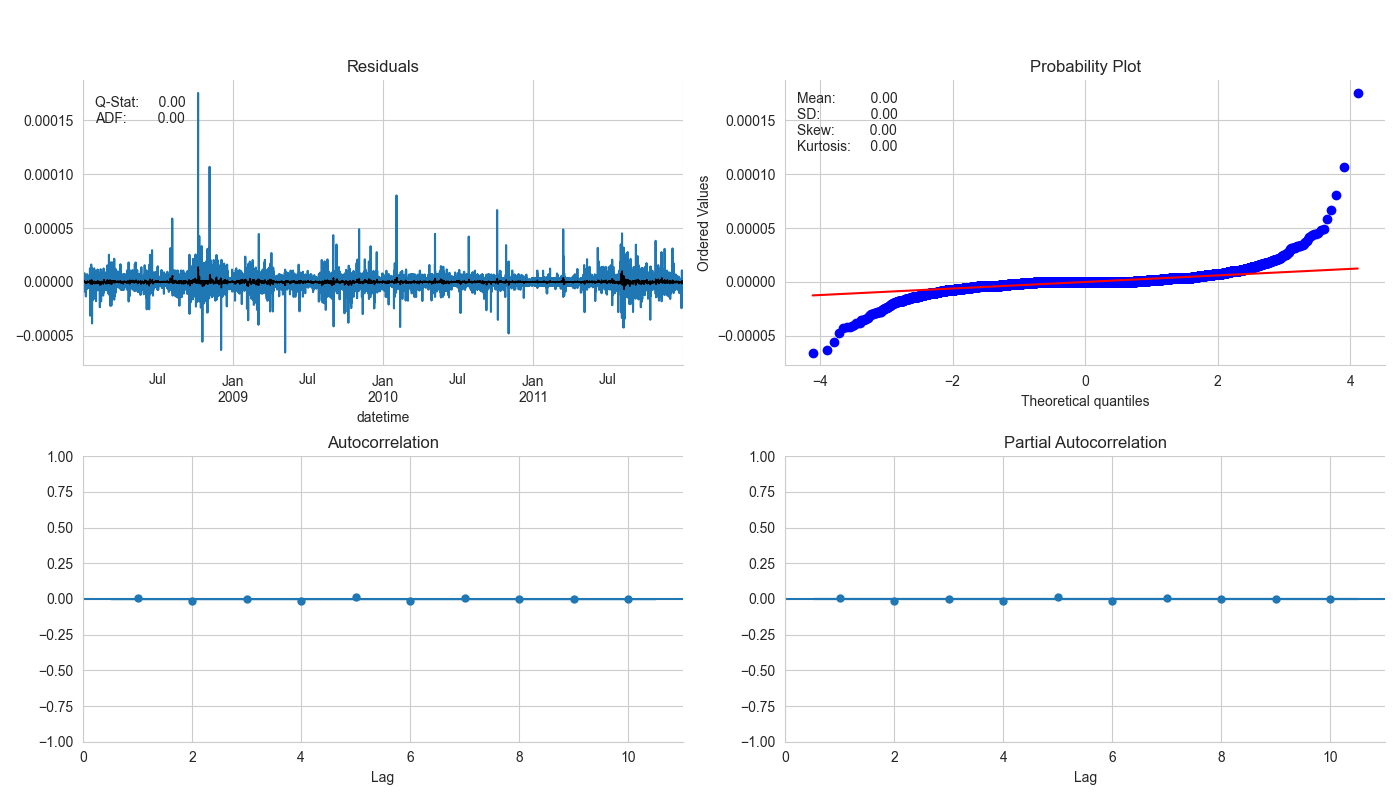 Residuals
Q-Stat: 0.00
ADF: 0.00
0.00015
0.00010
0.00005
0.00000
−0.00005
Jul Jan Jul Jan Jul Jan Jul
2009 2010 2011
datetime
Probability Plot
Mean: 0.00
SD: 0.00
Skew: 0.00
Kurtosis: 0.00
Ordered Values
0.00015
0.00010
0.00005
0.00000
−0.00005
−4 −2 0 2 4
Theoretical quantiles
Autocorrelation
1.00
0.75
0.50
0.25
0.00
−0.25
−0.50
−0.75
−1.00
0 2 4 6 8 10
Lag
Partial Autocorrelation
1.00
0.75
0.50
0.25
0.00
−0.25
−0.50
−0.75
−1.00
0 2 4 6 8 10
Lag